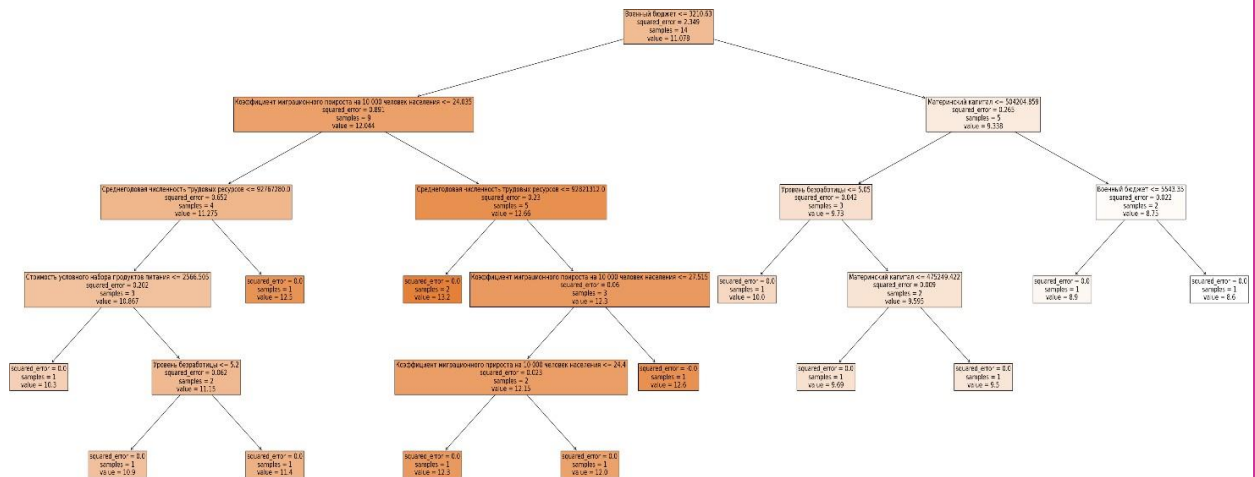 Военный бюджет <= 3210.63
squared_error = 2.349
samples = 14
value = 11.078
Коэффициент миграционного прироста на 10 000 человек населения <= 24.035
squared_error = 0.891
samples = 9
value = 12.044
Материнский капитал <= 504204.859
squared_error = 0.265
samples = 5
value = 9.338
Среднегодовая численность трудовых ресурсов <= 92767280.0
squared_error = 0.652
samples = 4
value = 11.275
Среднегодовая численность трудовых ресурсов <= 92821312.0
squared_error = 0.23
samples = 5
value = 12.66
Уровень безработицы <= 5.05
squared_error = 0.042
samples = 3
value = 9.73
Военный бюджет <= 5543.35
squared_error = 0.022
samples = 2
value = 8.75
Стоимость условного набора продуктов питания <= 2566.505
squared_error = 0.202
samples = 3
value = 10.867
squared_error = 0.0
samples = 1
value = 12.5
squared_error = 0.0
samples = 2
value = 13.2
Коэффициент миграционного прироста на 10 000 человек населения <= 27.515
squared_error = 0.06
samples = 3
value = 12.3
squared_error = 0.0
samples = 1
value = 10.0
Материнский капитал <= 475249.422
squared_error = 0.009
samples = 2
value = 9.595
squared_error = 0.0
samples = 1
value = 8.9
squared_error = 0.0
samples = 1
value = 8.6
squared_error = 0.0
samples = 1
value = 10.3
Уровень безработицы <= 5.2
squared_error = 0.062
samples = 2
value = 11.15
Коэффициент миграционного прироста на 10 000 человек населения <= 24.4
squared_error = 0.023
samples = 2
value = 12.15
squared_error = -0.0
samples = 1
value = 12.6
squared_error = 0.0
samples = 1
value = 9.69
squared_error = 0.0
samples = 1
value = 9.5
squared_error = 0.0
samples = 1
value = 10.9
squared_error = 0.0
samples = 1
value = 11.4
squared_error = 0.0
samples = 1
value = 12.3
squared_error = 0.0
samples = 1
value = 12.0